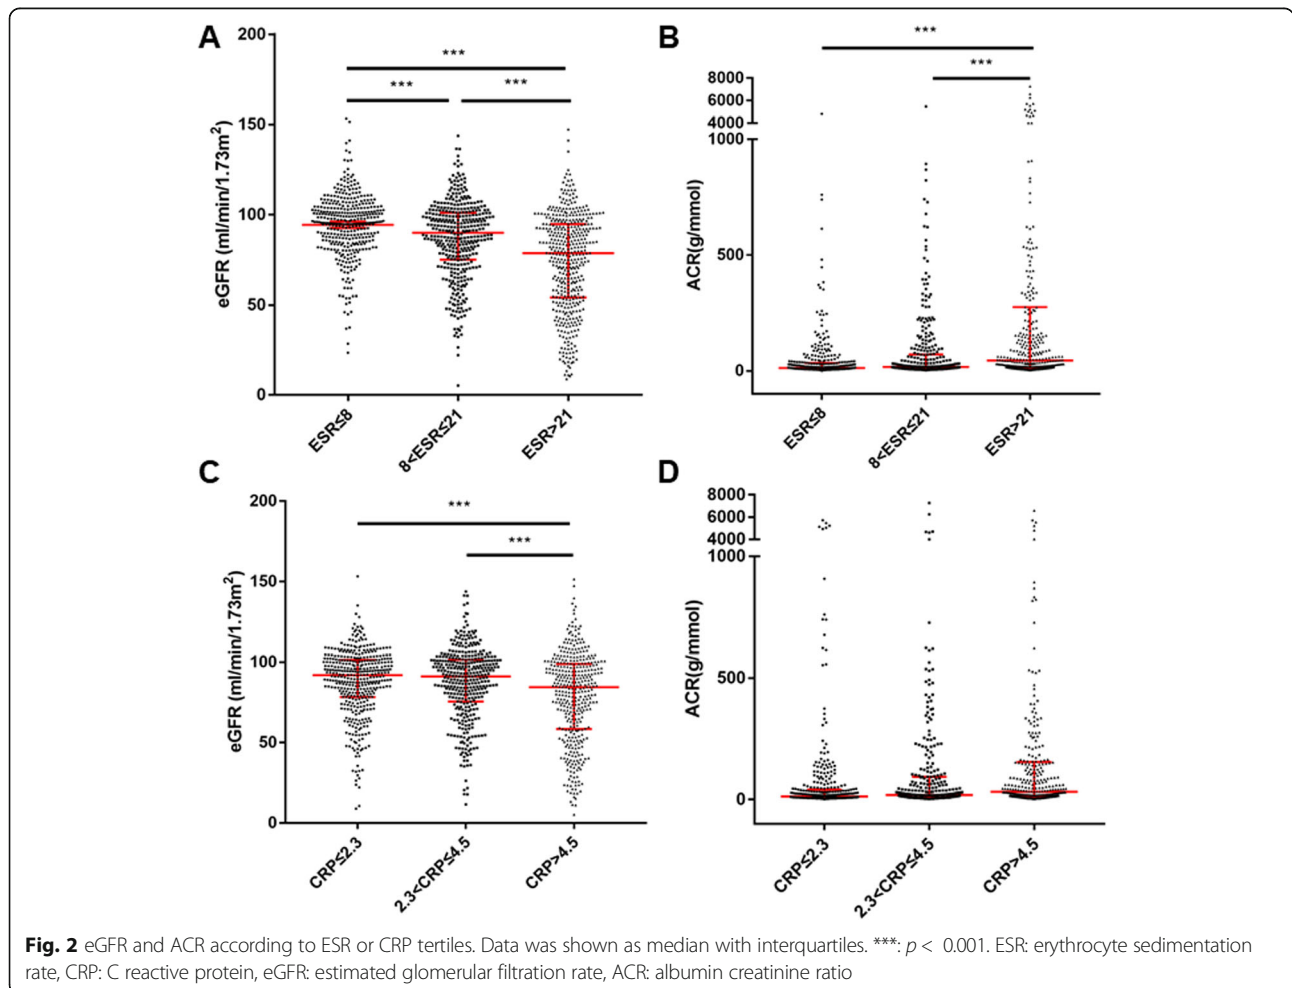 A
200
150
100
50
0
eGFR (ml/min/1.73m²)
***
***
***
ESR≤8
8<ESR≤21
ESR>21
B
8000
6000
4000
1000
500
0
ACR(g/mmol)
***
***
ESR≤8
8<ESR≤21
ESR>21
C
200
150
100
50
0
eGFR (ml/min/1.73m²)
***
***
CRP≤2.3
2.3<CRP≤4.5
CRP>4.5
D
8000
6000
4000
1000
500
0
ACR(g/mmol)
CRP≤2.3
2.3<CRP≤4.5
CRP>4.5
Fig. 2 eGFR and ACR according to ESR or CRP tertiles. Data was shown as median with interquartiles. ***: p < 0.001. ESR: erythrocyte sedimentation
rate, CRP: C reactive protein, eGFR: estimated glomerular filtration rate, ACR: albumin creatinine ratio